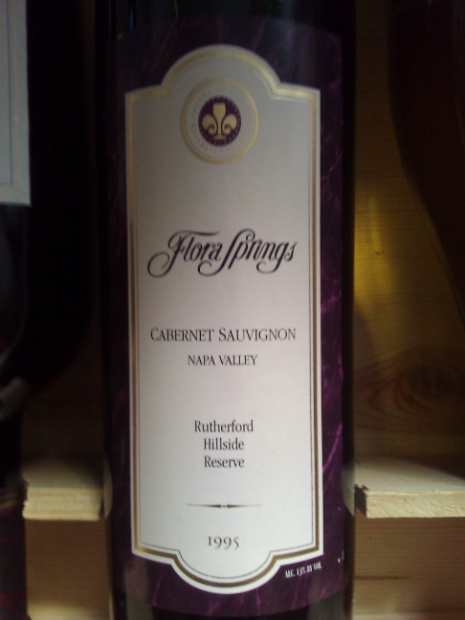 Flora Springs
CABERNET SAUVIGNON
NAPA VALLEY
Rutherford
Hillside
Reserve
1995